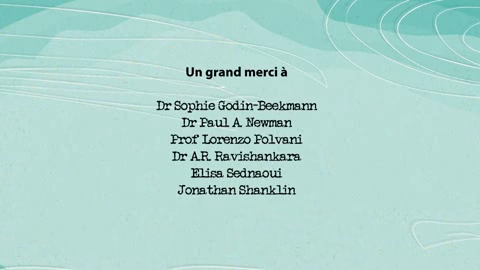 Un grand merci à
Dr Sophie Godin-Beekmann
Dr Paul A. Newman
Prof Lorenzo Polvani
Dr A.R. Ravishankara
Elisa Sednaoui
Jonathan Shanklin